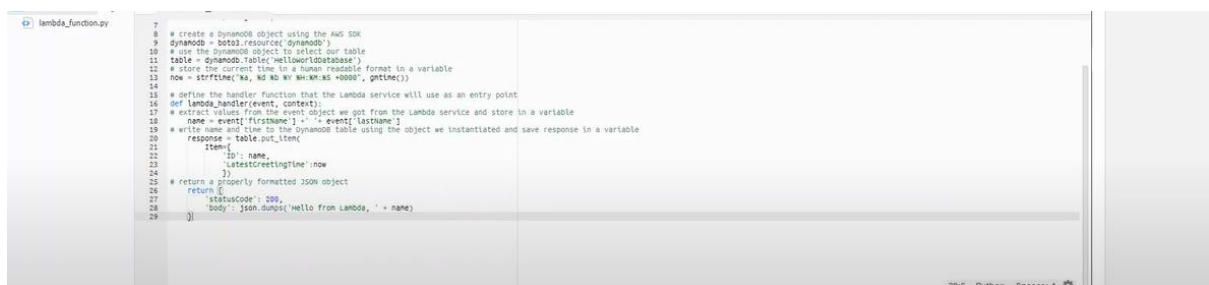 lambda_function.py
7
8 # create a DynamoDB object using the AWS SDK
9 dynamodb = boto3.resource('dynamodb')
10 # use the DynamoDB object to select our table
11 table = dynamodb.Table('HelloWorldDatabase')
12 # store the current time in a human readable format in a variable
13 now = strftime("%a, %d %b %Y %H:%M:%S +0000", gmtime())
14
15 # define the handler function that the Lambda service will use as an entry point
16 def lambda_handler(event, context):
17 # extract values from the event object we got from the Lambda service and store in a variable
18 name = event['firstName'] +' '+ event['lastName']
19 # write name and time to the DynamoDB table using the object we instantiated and save response in a variable
20 response = table.put_item(
21 Item={
22 'ID': name,
23 'LatestGreetingTime':now
24 })
25 # return a properly formatted JSON object
26 return {
27 'statusCode': 200,
28 'body': json.dumps('Hello from Lambda, ' + name)
29 }
Python